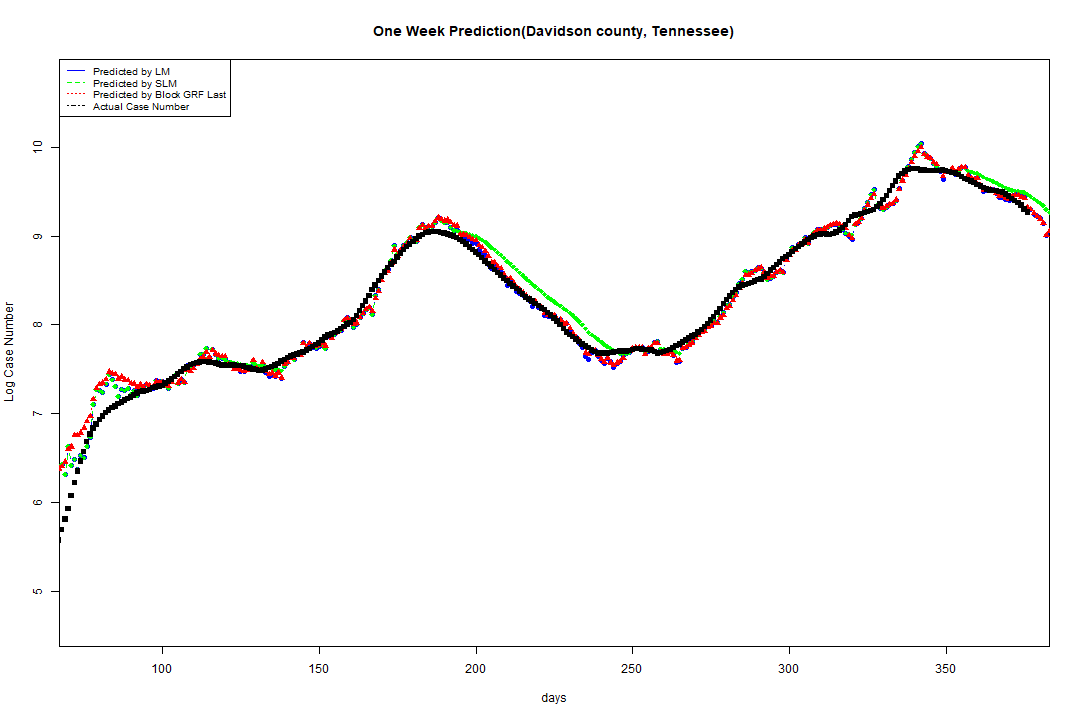 One Week Prediction(Davidson county, Tennessee)
Predicted by LM
Predicted by SLM
Predicted by Block GRF Last
Actual Case Number
Log Case Number
10
9
8
7
6
5
100 150 200 250 300 350
days